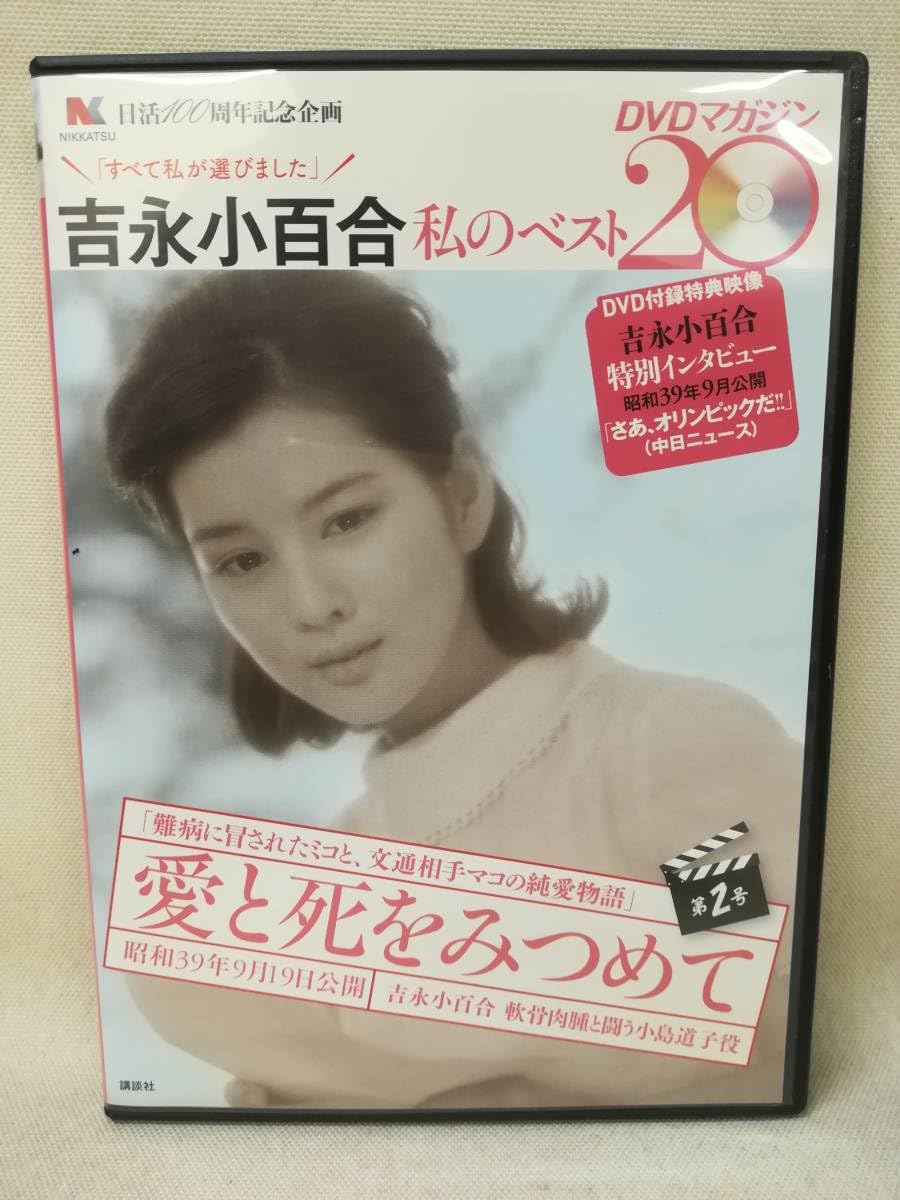 NK
NIKKATSU
日活100周年記念企画
DVDマガジン
「すべて私が選びました」
吉永小百合 私のベスト20
DVD付録特典映像
吉永小百合
特別インタビュー
昭和39年9月公開
「さあ、オリンピックだ!!」
(中日ニュース)
「難病に冒されたミコと、文通相手マコの純愛物語」
第2号
愛と死をみつめて
昭和39年9月19日公開
吉永小百合 軟骨肉腫と闘う小島道子役
講談社